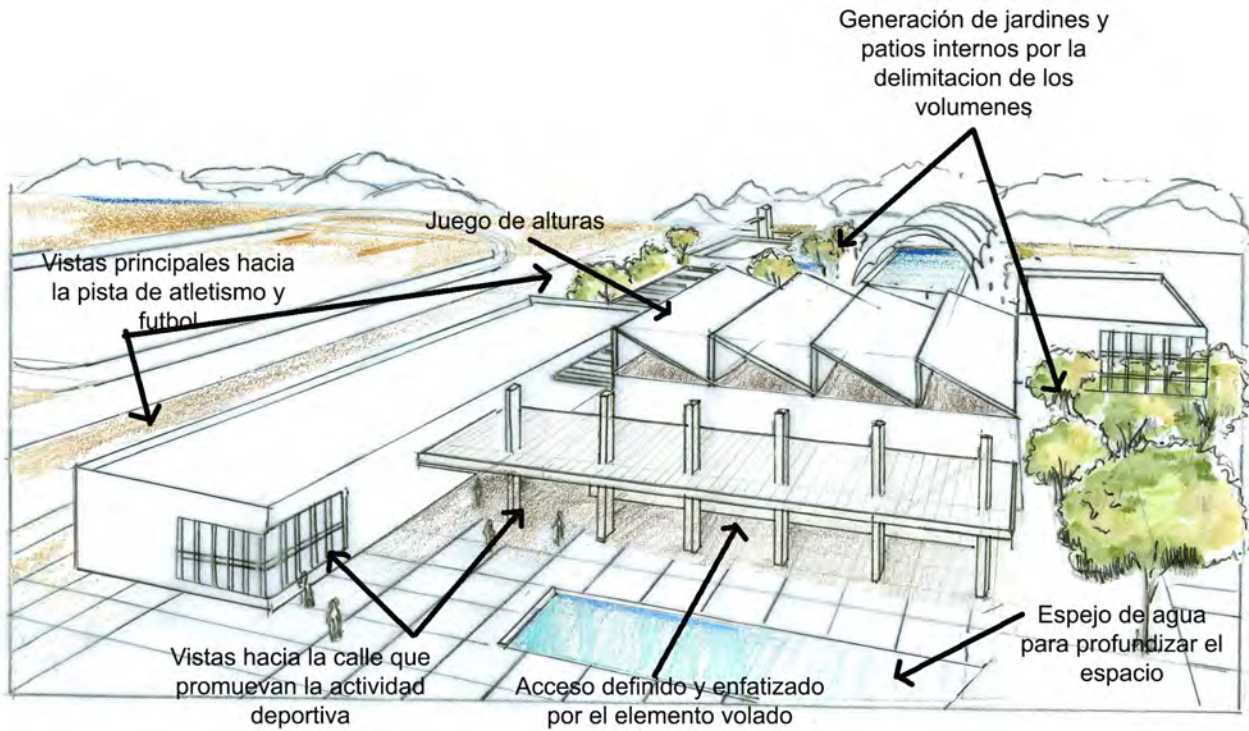 Generación de jardines y
patios internos por la
delimitacion de los
volumenes
Juego de alturas
Vistas principales hacia
la pista de atletismo y
futbol
Vistas hacia la calle que
promuevan la actividad
deportiva
Acceso definido y enfatizado
por el elemento volado
Espejo de agua
para profundizar el
espacio